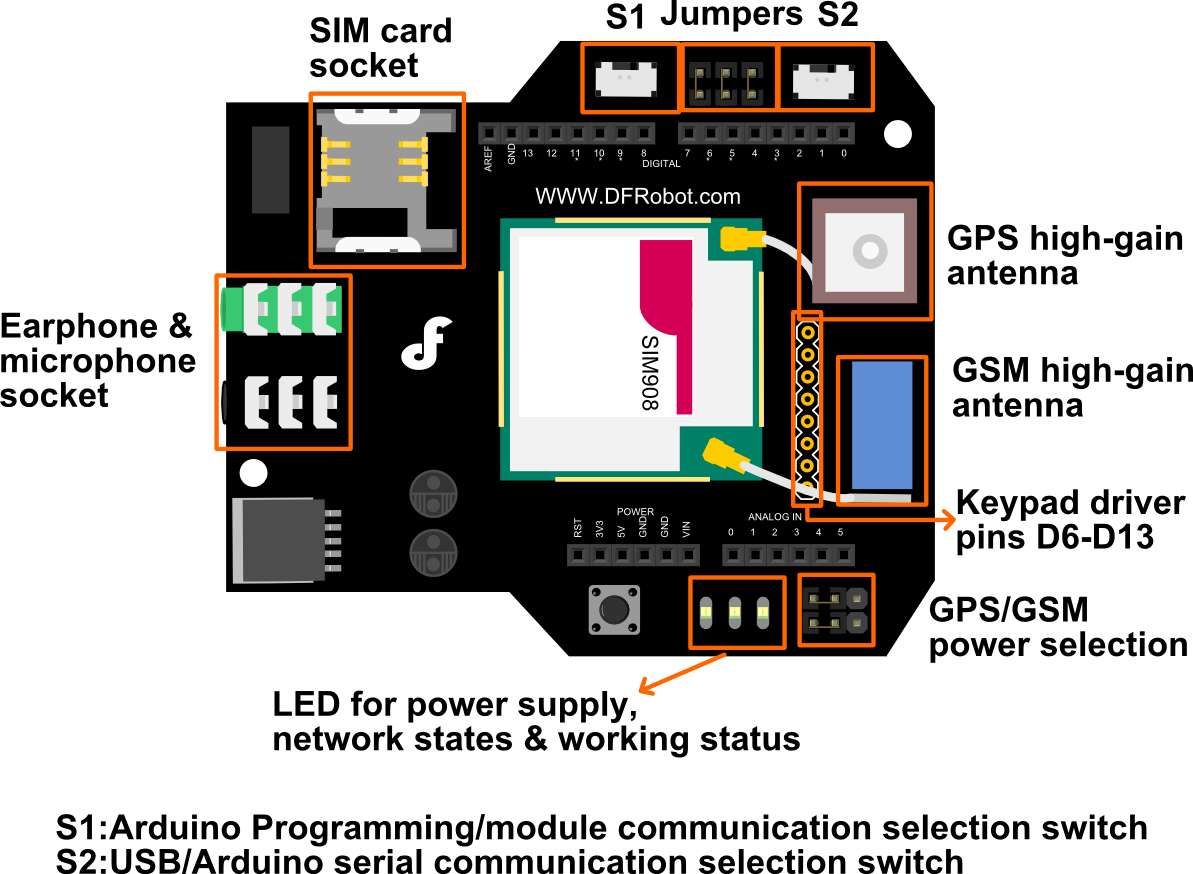 S1 Jumpers S2
SIM card
socket
AREF GND 13 12 11 10 9 8 7 6 5 4 3 2 1 0
* * * * * *
DIGITAL
WWW.DFRobot.com
GPS high-gain
antenna
Earphone &
microphone
socket
SIM908
GSM high-gain
antenna
Keypad driver
pins D6-D13
POWER
RST 3V3 5V GND GND VIN
ANALOG IN
0 1 2 3 4 5
GPS/GSM
power selection
LED for power supply,
network states & working status
S1:Arduino Programming/module communication selection switch
S2:USB/Arduino serial communication selection switch